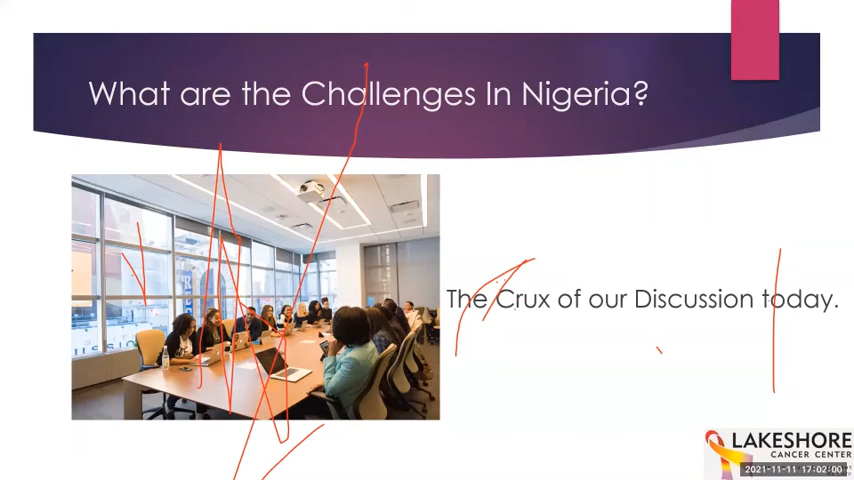 What are the Challenges In Nigeria?
The Crux of our Discussion today.
LAKESHORE
CANCER CENTER
2021-11-11 17:02:00